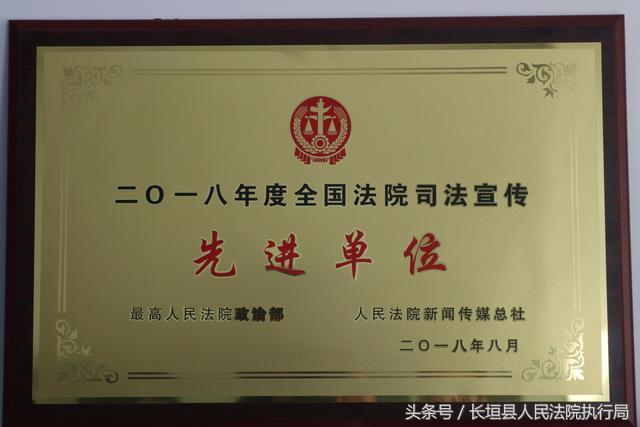 二〇一八年度全国法院司法宣传
先进单位
最高人民法院政治部 人民法院新闻传媒总社
二〇一八年八月
头条号／长垣县人民法院执行局